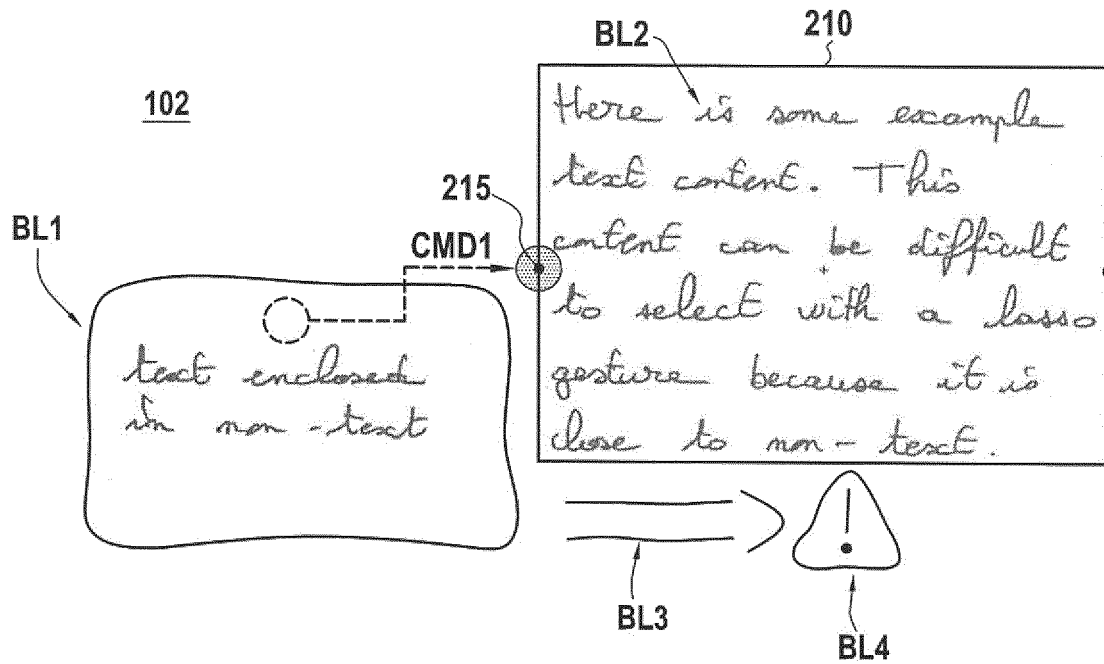 BL2
210
102
Here is some example
text content. This
215
BL1
CMD1
content can be difficult
to select with a lasso
text enclosed
in non-text
gesture because it is
close to non-text.
BL3
BL4